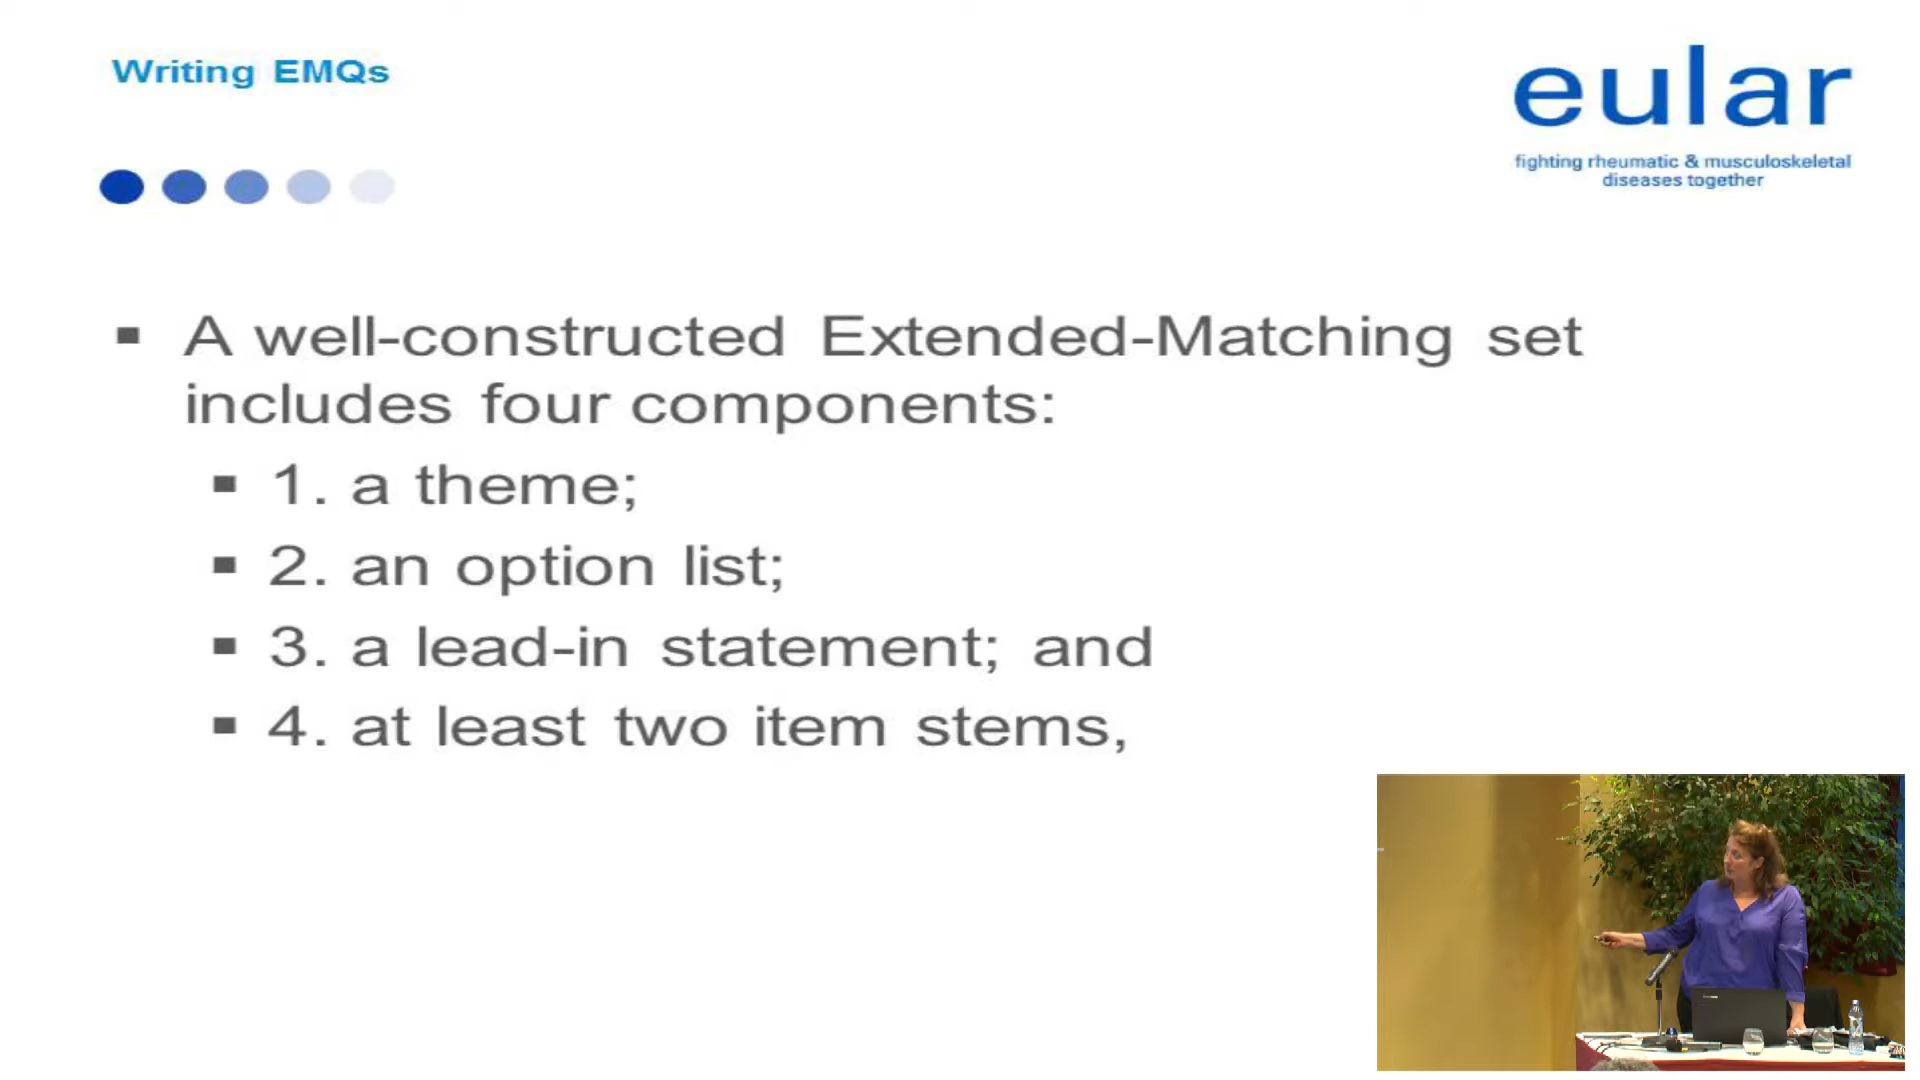 Writing EMQs
eular
fighting rheumatic & musculoskeletal
diseases together
▪ A well-constructed Extended-Matching set
includes four components:
▪ 1. a theme;
▪ 2. an option list;
▪ 3. a lead-in statement; and
▪ 4. at least two item stems,